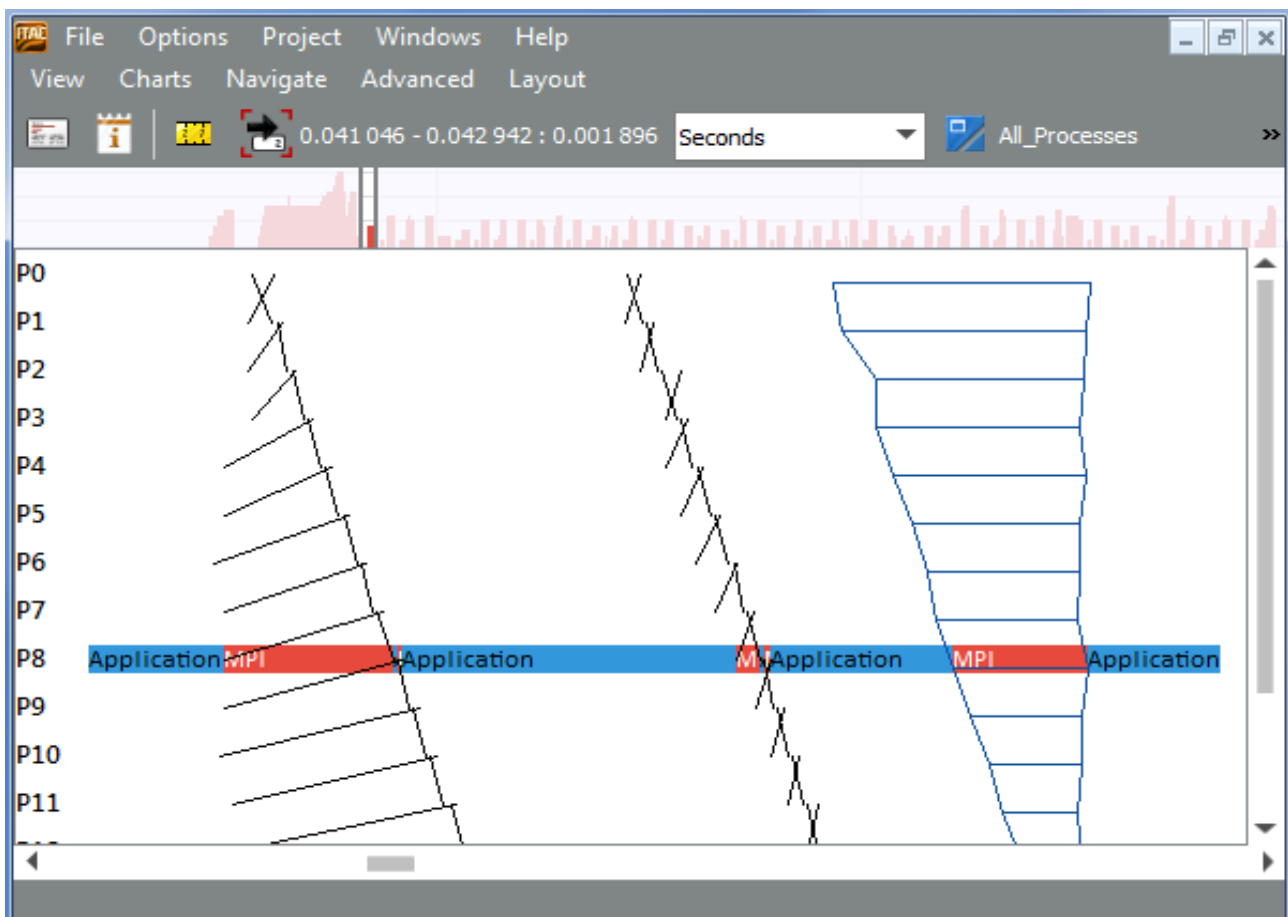 ITAC File Options Project Windows Help
View Charts Navigate Advanced Layout
0.041 046 - 0.042 942 : 0.001 896 Seconds All_Processes »
P0
P1
P2
P3
P4
P5
P6
P7
P8 Application MPI Application M Application MPI Application
P9
P10
P11